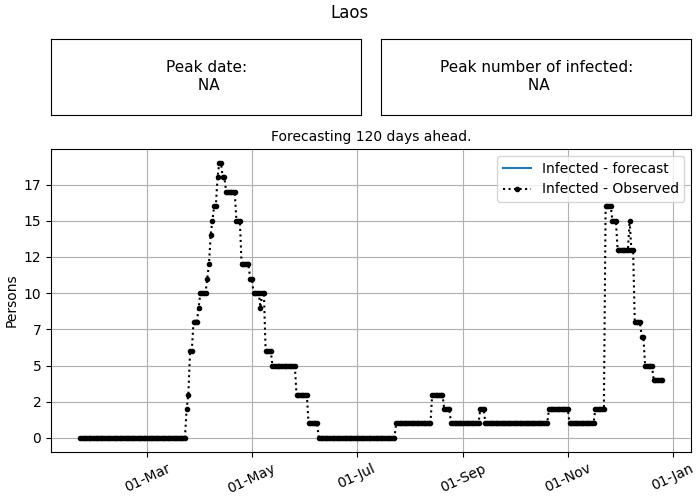 Laos
Peak date:
NA
Peak number of infected:
NA
Forecasting 120 days ahead.
Infected - forecast
Infected - Observed
Persons
17
15
12
10
7
5
2
0
01-Mar
01-May
01-Jul
01-Sep
01-Nov
01-Jan